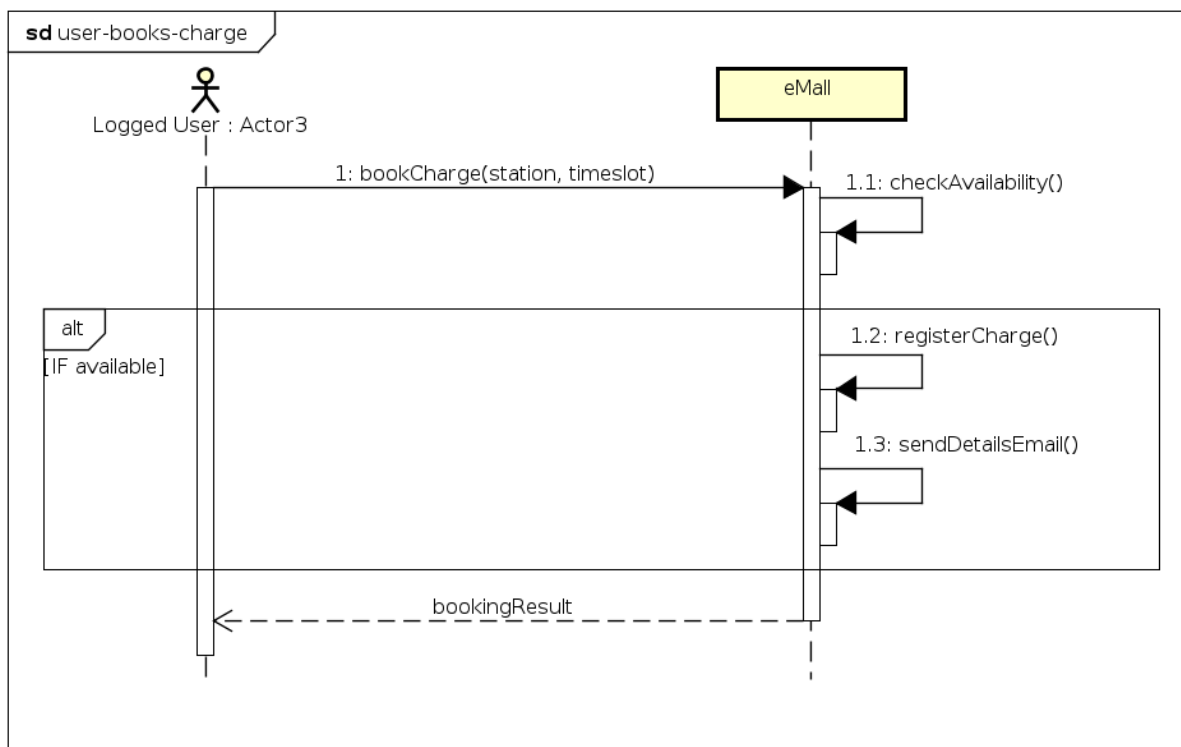 sd user-books-charge
Logged User : Actor3
eMall
1: bookCharge(station, timeslot)
1.1: checkAvailability()
alt
[IF available]
1.2: registerCharge()
1.3: sendDetailsEmail()
bookingResult